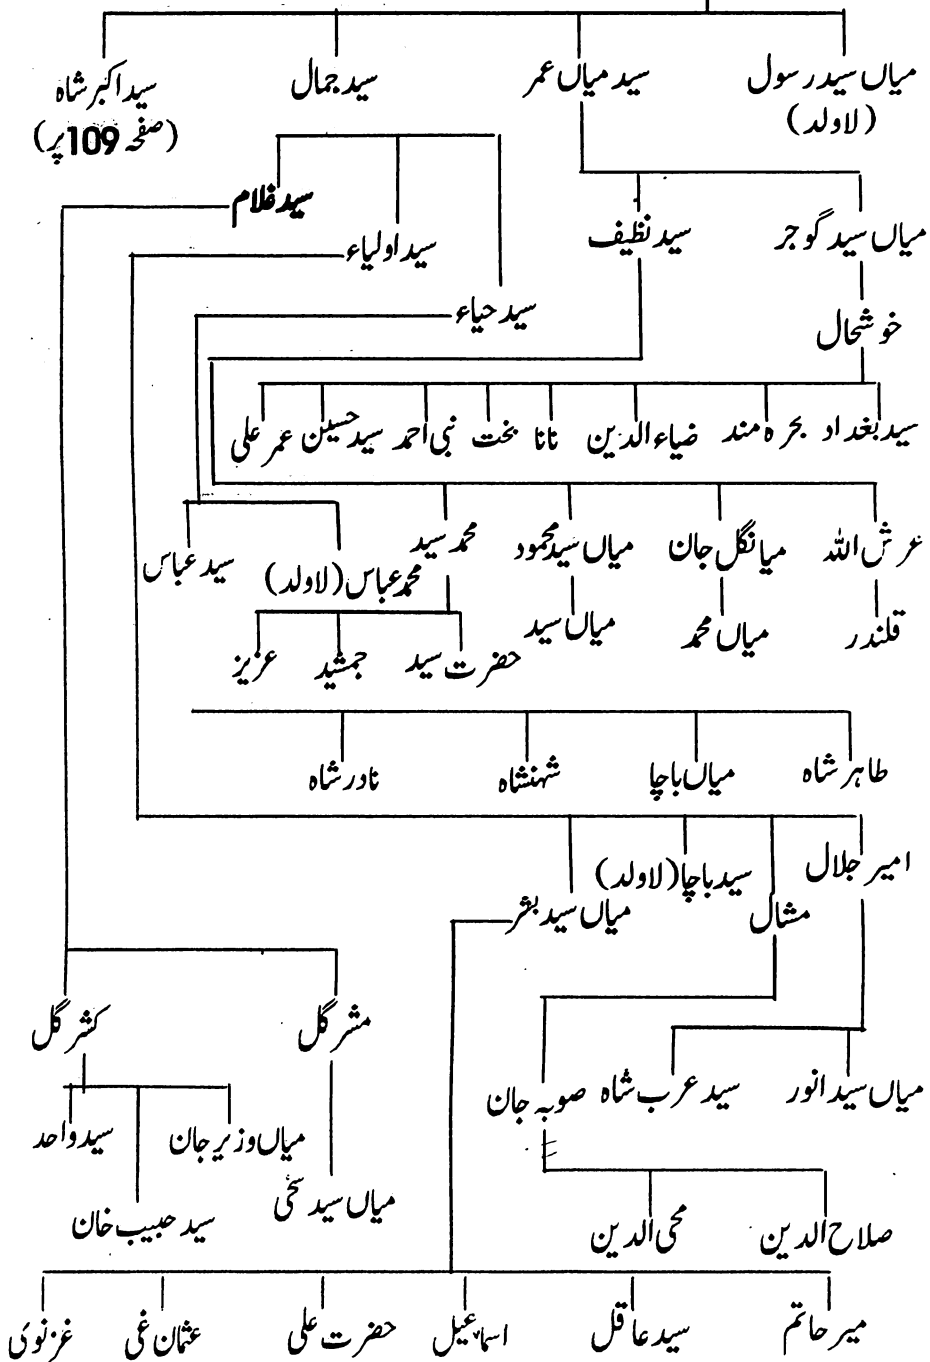 میاں سید رسول سید میاں عمر سید جمال سید اکبر شاہ
(لاولد) (صفحہ 109 پر)
سید غلام
میاں سید گوجر سید نظیف سید اولیاء
سید حیاء
خوشحال
سید بغداد بحرہ مند ضیاء الدین نانا بخت نبی احمد سید حسین عمر علی
عرش اللہ میانگل جان میاں سید محمود محمد سید
محمد عباس (لاولد) سید عباس
قلندر میاں محمد میاں سید
حضرت سید جمشید عزیز
طاہر شاہ میاں باچا شہنشاہ نادر شاہ
امیر جلال سید باچا (لاولد)
مشال میاں سید بشر
مشر گل کشر گل
میاں سید انور سید عرب شاہ صوبہ جان
میاں وزیر جان سید واحد
میاں سید سخی سید حبیب خان
صلاح الدین محی الدین
میر حاتم سید عاقل اسماعیل حضرت علی عثمان غنی غزنوی